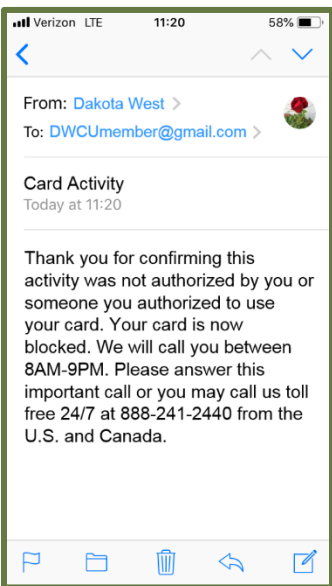 Verizon LTE 11:20 58%
From: Dakota West
To: DWCUmember@gmail.com
Card Activity
Today at 11:20
Thank you for confirming this
activity was not authorized by you or
someone you authorized to use
your card. Your card is now
blocked. We will call you between
8AM-9PM. Please answer this
important call or you may call us toll
free 24/7 at 888-241-2440 from the
U.S. and Canada.